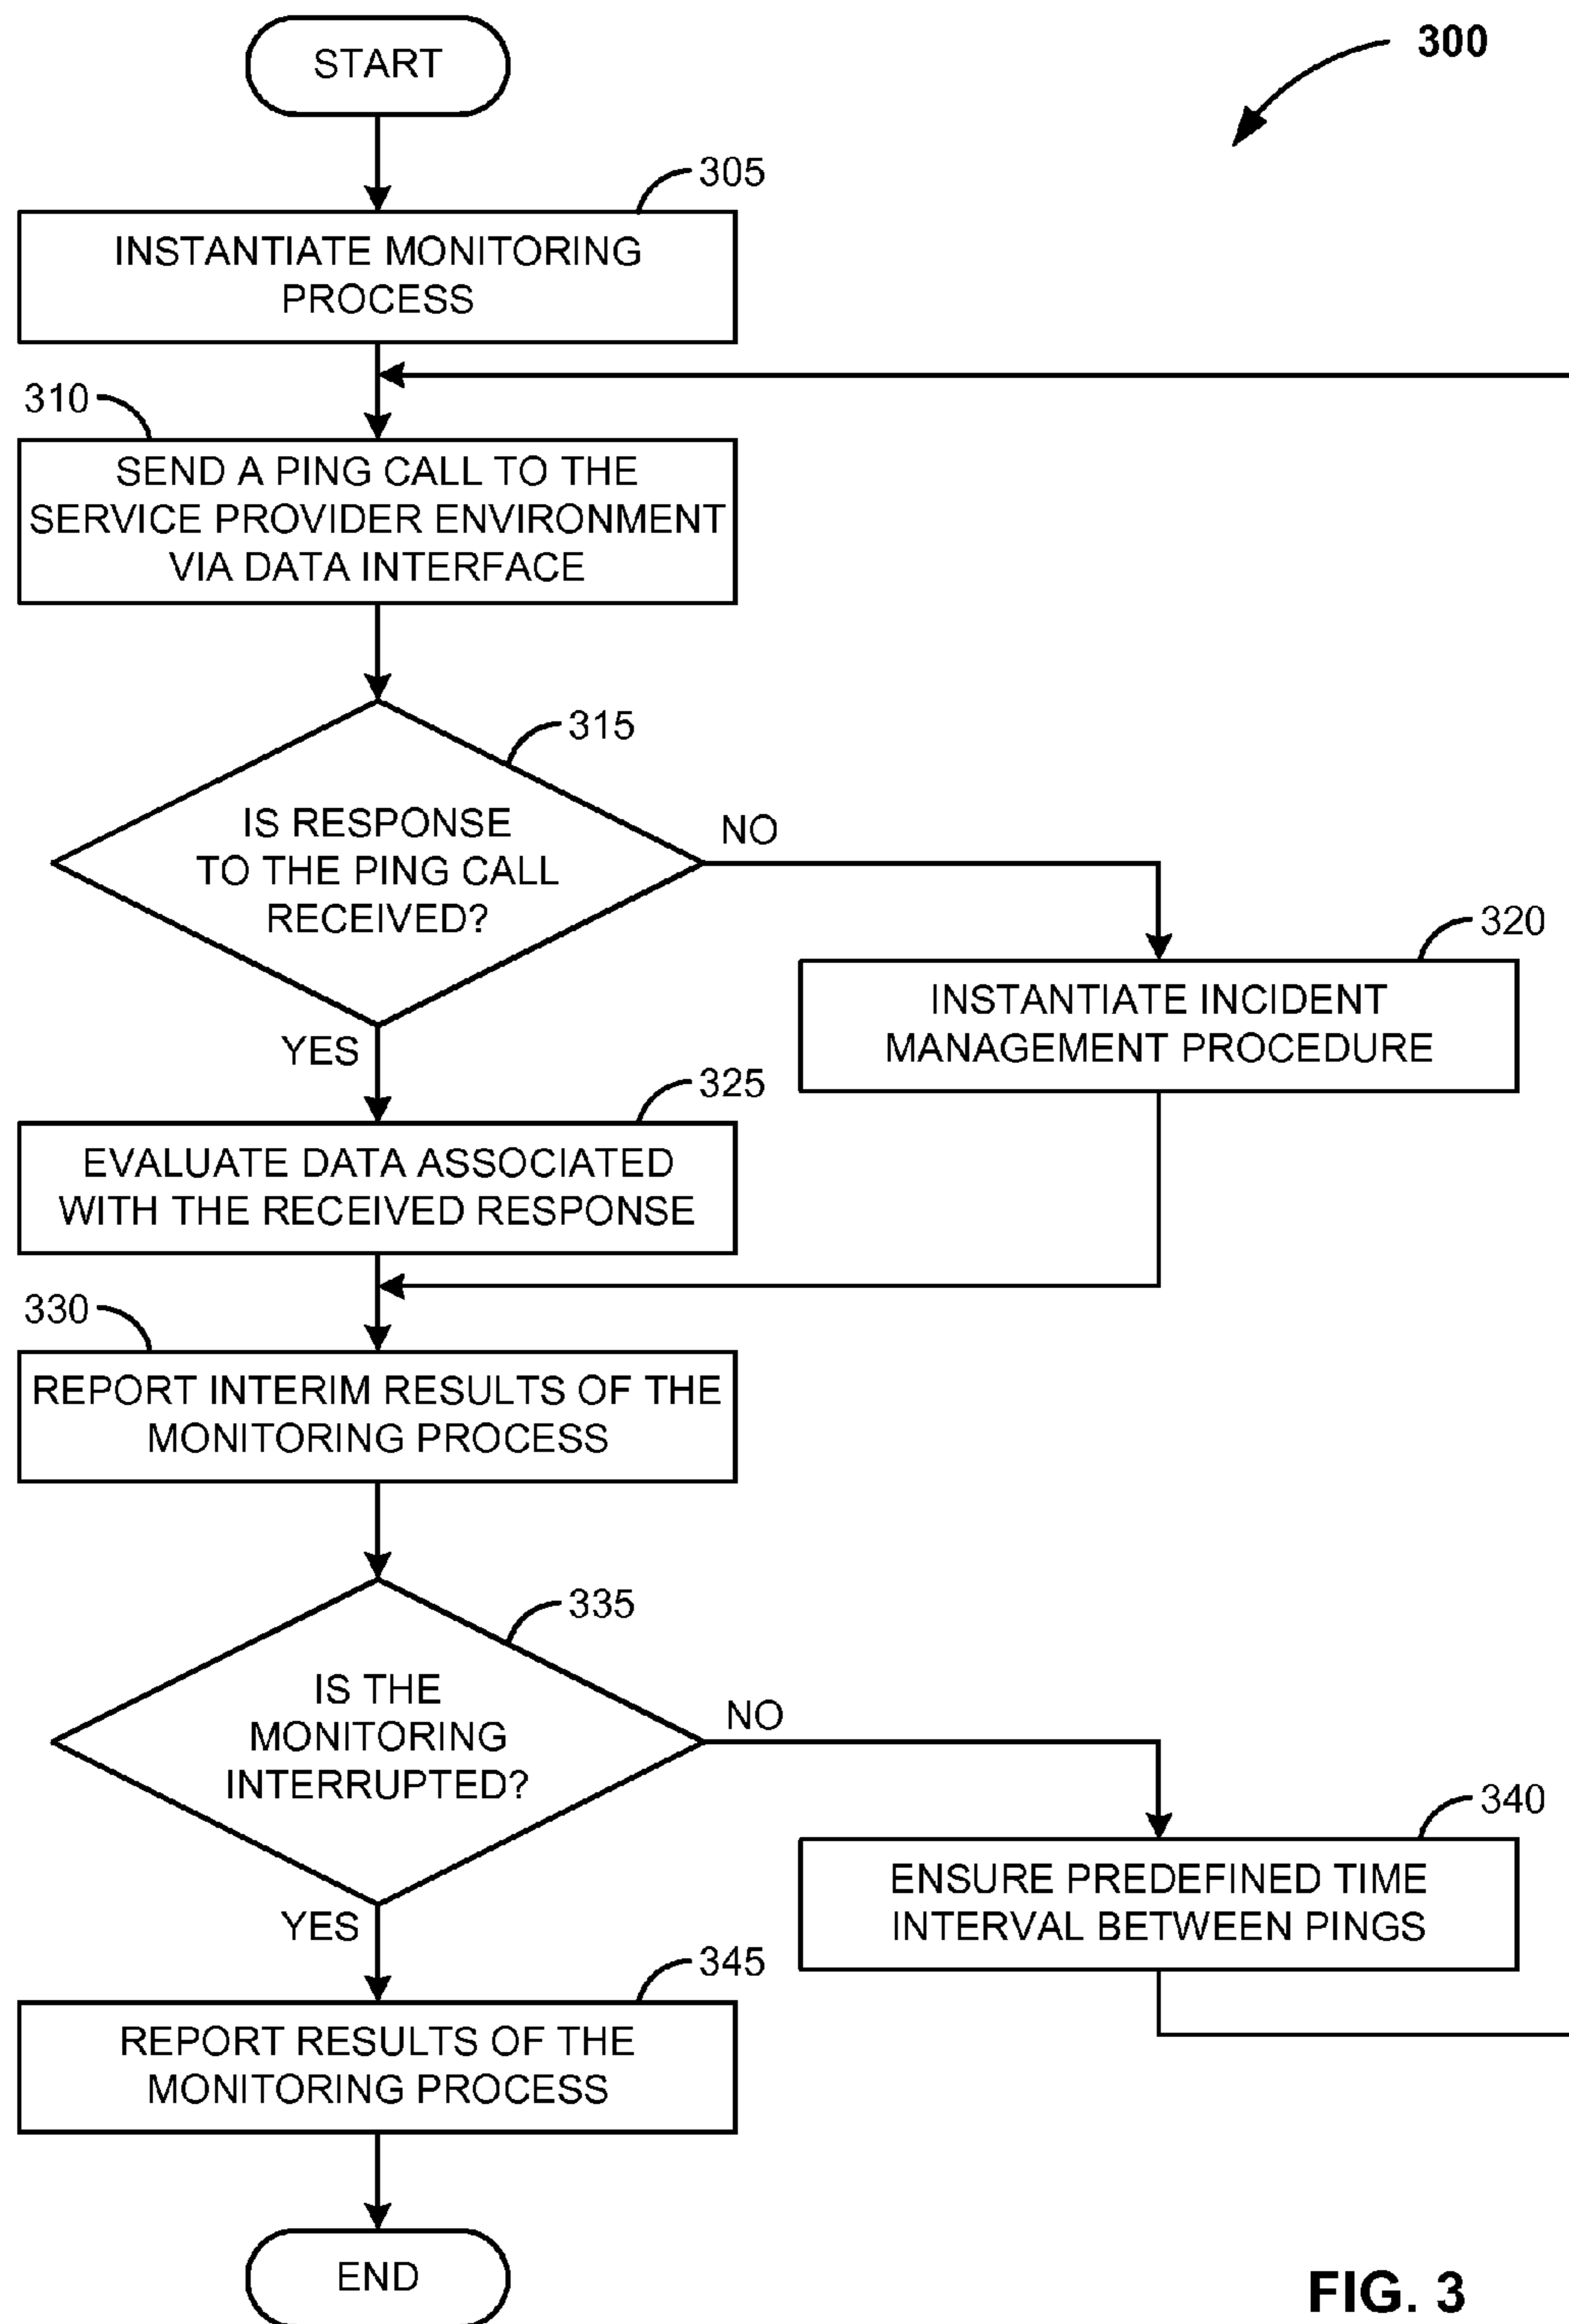 START
300
305
INSTANTIATE MONITORING
PROCESS
310
SEND A PING CALL TO THE
SERVICE PROVIDER ENVIRONMENT
VIA DATA INTERFACE
315
IS RESPONSE
TO THE PING CALL
RECEIVED?
NO
320
INSTANTIATE INCIDENT
MANAGEMENT PROCEDURE
YES
325
EVALUATE DATA ASSOCIATED
WITH THE RECEIVED RESPONSE
330
REPORT INTERIM RESULTS OF THE
MONITORING PROCESS
335
IS THE
MONITORING
INTERRUPTED?
NO
340
ENSURE PREDEFINED TIME
INTERVAL BETWEEN PINGS
YES
345
REPORT RESULTS OF THE
MONITORING PROCESS
END
FIG. 3